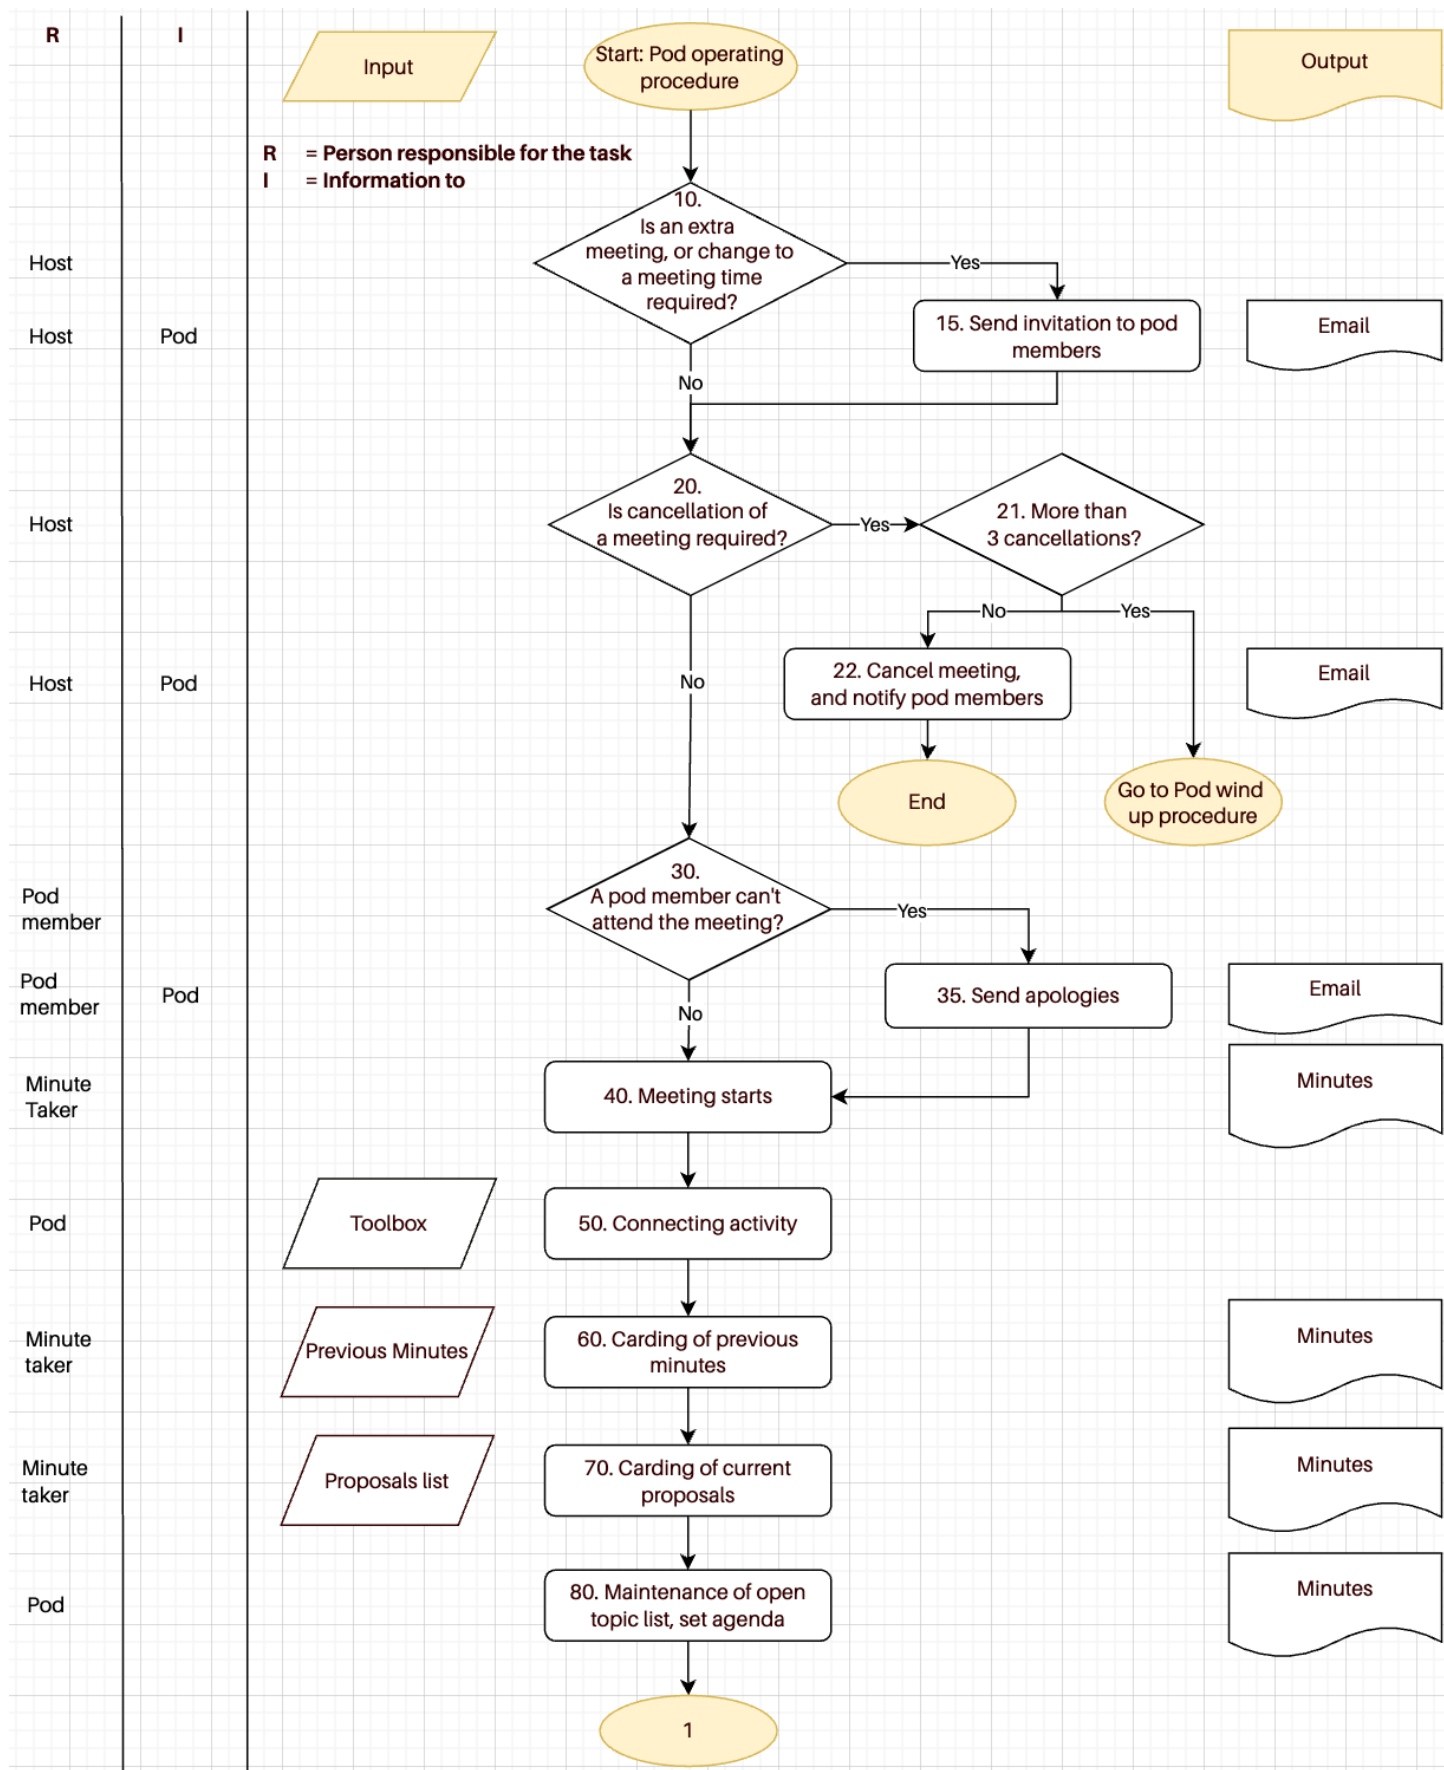 R
I
Input
Start: Pod operating
procedure
Output
R = Person responsible for the task
I = Information to
10.
Is an extra
meeting, or change to
a meeting time
required?
Host
Yes
Host
Pod
15. Send invitation to pod
members
Email
No
20.
Is cancellation of
a meeting required?
Host
Yes
21. More than
3 cancellations?
No
Yes
Host
Pod
No
22. Cancel meeting,
and notify pod members
Email
End
Go to Pod wind
up procedure
30.
A pod member can't
attend the meeting?
Pod
member
Yes
Pod
member
Pod
35. Send apologies
Email
No
Minute
Taker
40. Meeting starts
Minutes
Pod
Toolbox
50. Connecting activity
Minute
taker
Previous Minutes
60. Carding of previous
minutes
Minutes
Minute
taker
Proposals list
70. Carding of current
proposals
Minutes
Pod
80. Maintenance of open
topic list, set agenda
Minutes
1